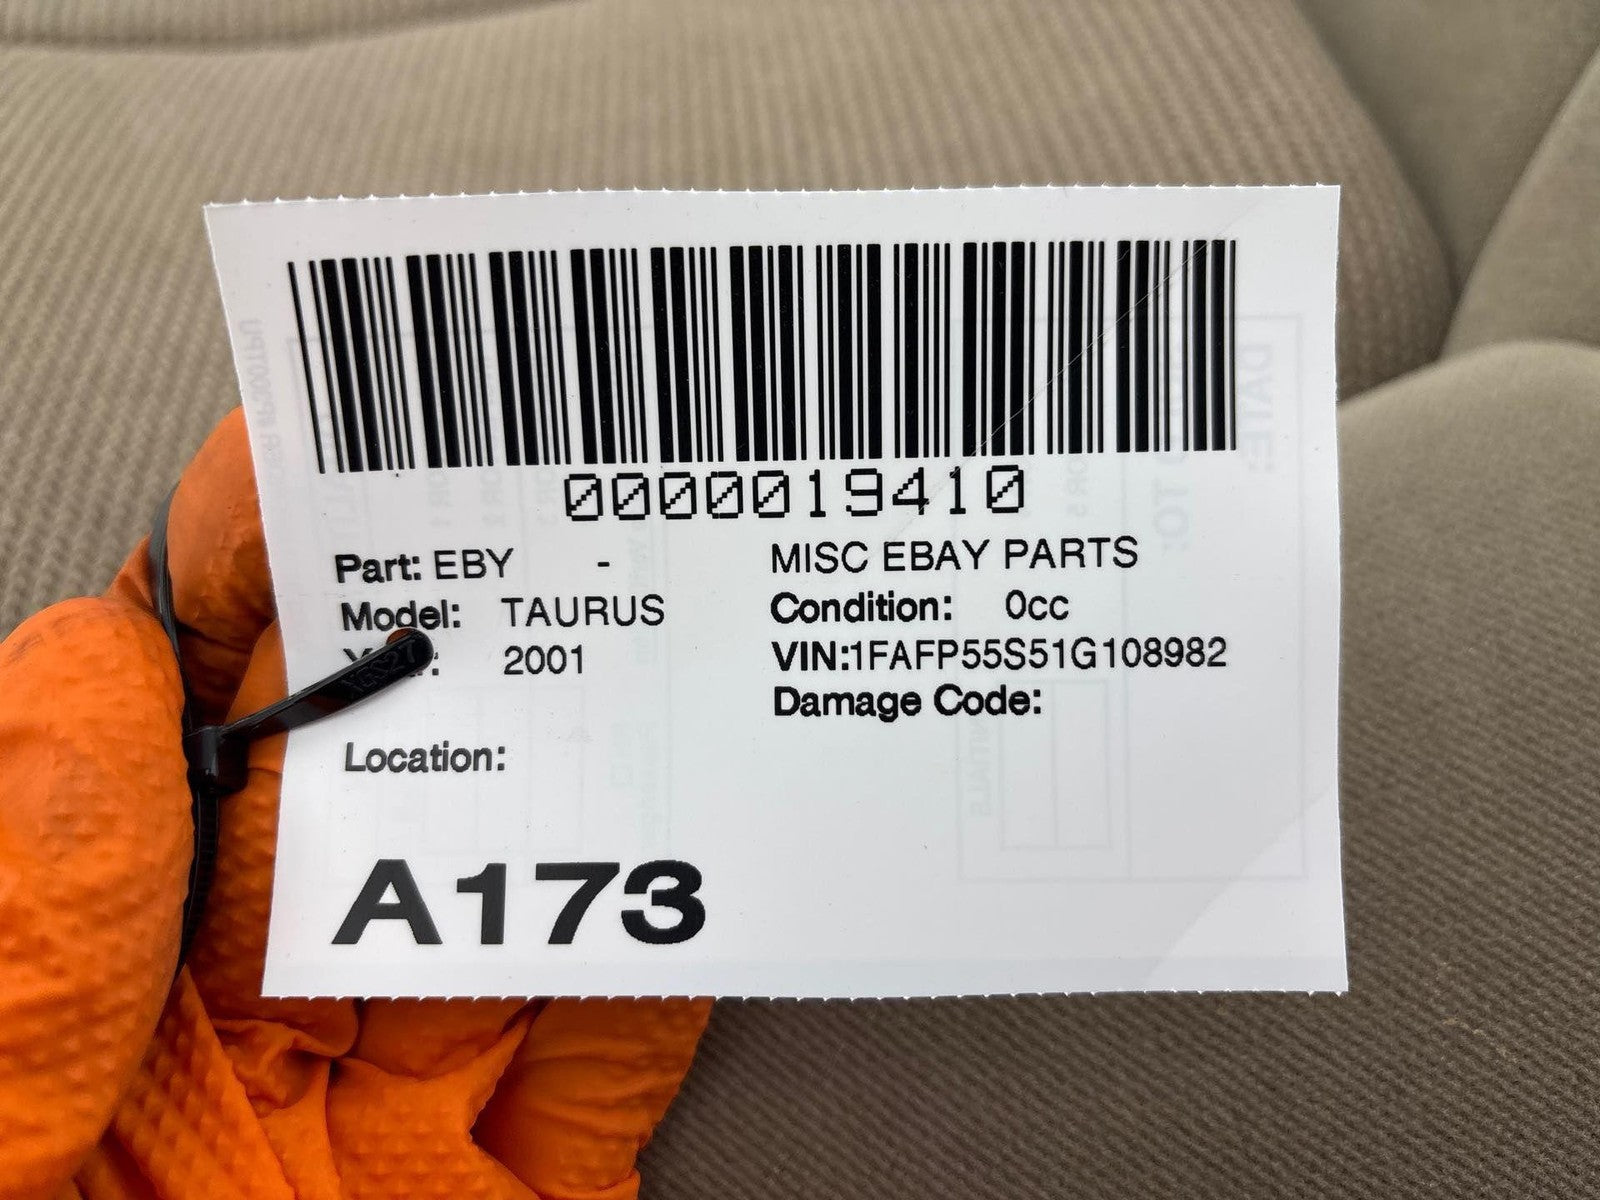 0000019410
Part: EBY - MISC EBAY PARTS
Model: TAURUS Condition: 0cc
2001 VIN:1FAFP55S51G108982
Damage Code:
Location:
A173